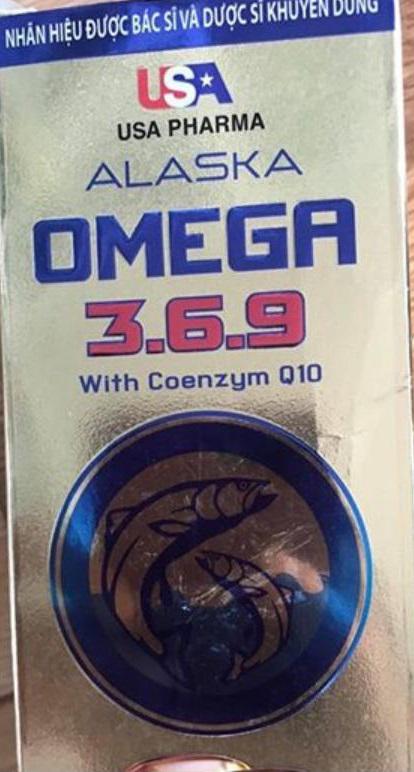 NHÃN HIỆU ĐƯỢC BÁC SĨ VÀ DƯỢC SĨ KHUYÊN DÙNG
USA
USA PHARMA
ALASKA
OMEGA
3.6.9
With Coenzym Q10